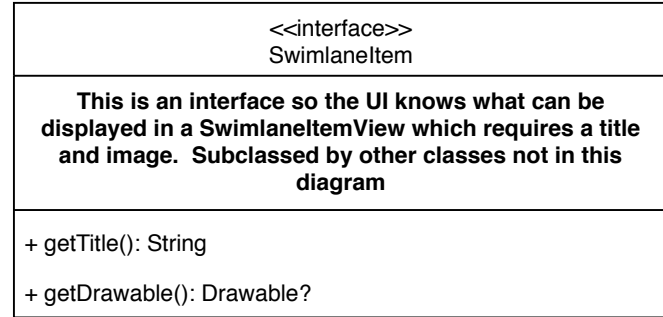 <<interface>>
SwimlaneItem
This is an interface so the UI knows what can be
displayed in a SwimlaneItemView which requires a title
and image.  Subclassed by other classes not in this
diagram
+ getTitle(): String
+ getDrawable(): Drawable?